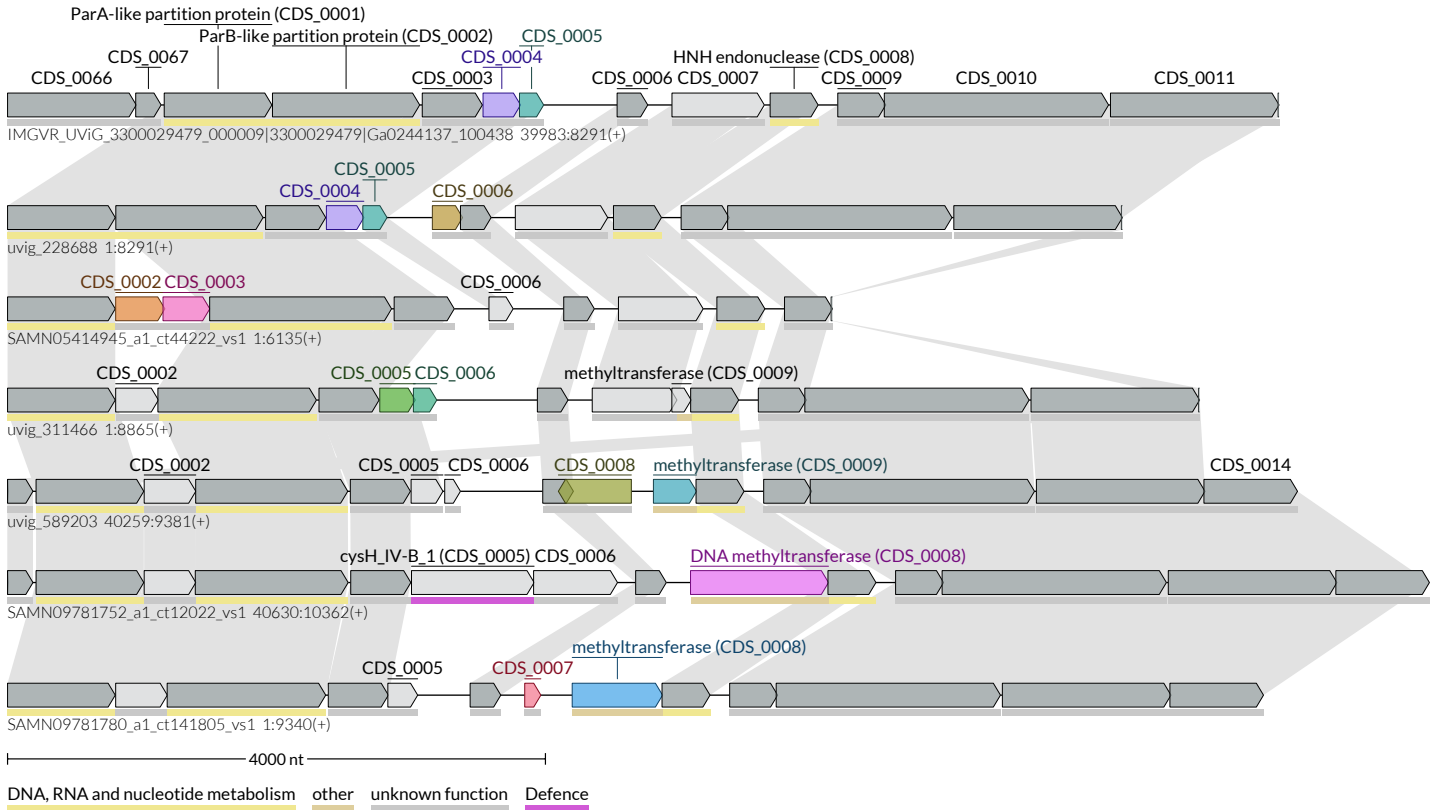 ParA-like partition protein (CDS_0001)
ParB-like partition protein (CDS_0002) CDS_0005
CDS_0067 CDS_0004 HNH endonuclease (CDS_0008)
CDS_0066 CDS_0003 CDS_0006 CDS_0007 CDS_0009 CDS_0010 CDS_0011
IMGVR_UViG_3300029479_000009|3300029479|Ga0244137_100438 39983:8291(+)
CDS_0005
CDS_0004 CDS_0006
uvig_228688 1:8291(+)
CDS_0002 CDS_0003 CDS_0006
SAMN05414945_a1_ct44222_vs1 1:6135(+)
CDS_0002 CDS_0005 CDS_0006 methyltransferase (CDS_0009)
uvig_311466 1:8865(+)
CDS_0002 CDS_0005 CDS_0006 CDS_0008 methyltransferase (CDS_0009) CDS_0014
uvig_589203 40259:9381(+)
cysH_IV-B_1 (CDS_0005) CDS_0006 DNA methyltransferase (CDS_0008)
SAMN09781752_a1_ct12022_vs1 40630:10362(+)
methyltransferase (CDS_0008)
CDS_0005 CDS_0007
SAMN09781780_a1_ct141805_vs1 1:9340(+)
4000 nt
DNA, RNA and nucleotide metabolism other unknown function Defence